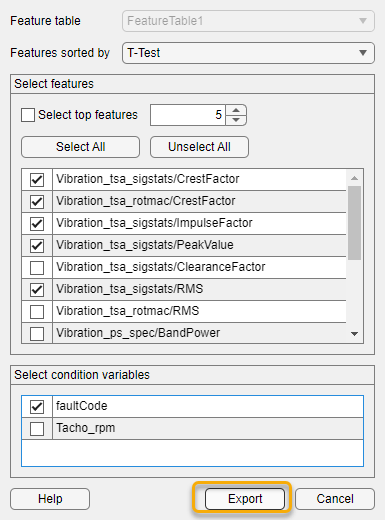 Feature table FeatureTable1
Features sorted by T-Test
Select features
Select top features 5
Select All Unselect All
Vibration_tsa_sigstats/CrestFactor
Vibration_tsa_rotmac/CrestFactor
Vibration_tsa_sigstats/ImpulseFactor
Vibration_tsa_sigstats/PeakValue
Vibration_tsa_sigstats/ClearanceFactor
Vibration_tsa_sigstats/RMS
Vibration_tsa_rotmac/RMS
Vibration_ps_spec/BandPower
Select condition variables
faultCode
Tacho_rpm
Help Export Cancel